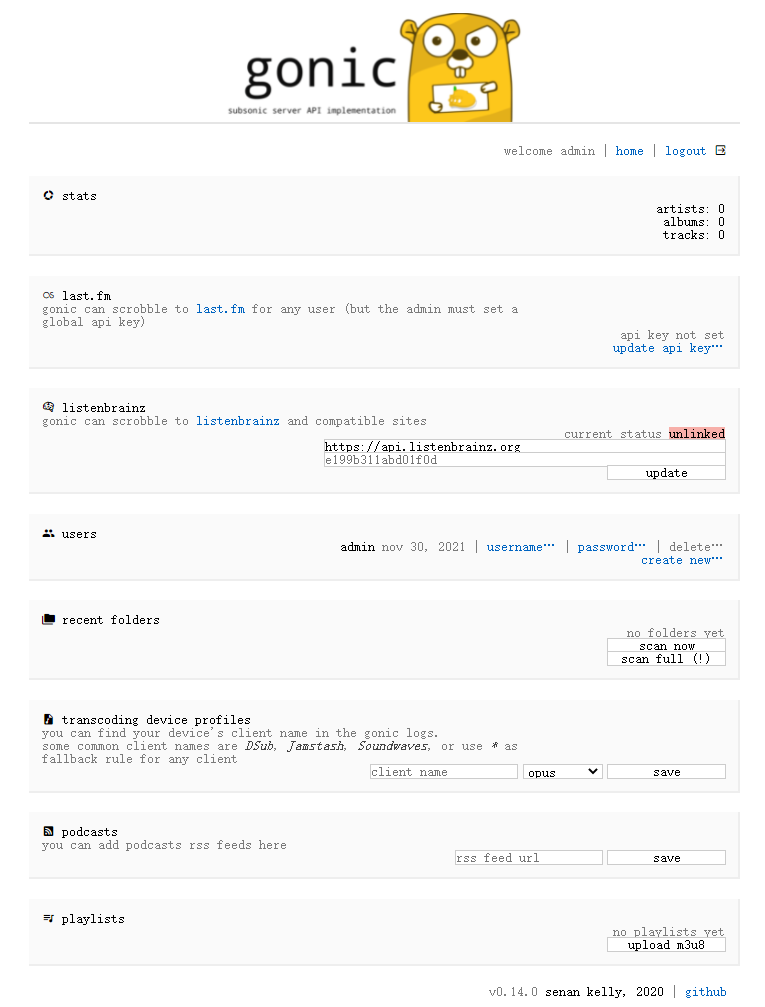 gonic
subsonic server API implementation
welcome admin | home | logout
stats
artists: 0
albums: 0
tracks: 0
last.fm
gonic can scrobble to last.fm for any user (but the admin must set a
global api key)
api key not set
update api key…
listenbrainz
gonic can scrobble to listenbrainz and compatible sites
current status unlinked
https://api.listenbrainz.org
e199b311abd01f0d
update
users
admin nov 30, 2021 | username… | password… | delete…
create new…
recent folders
no folders yet
scan now
scan full (!)
transcoding device profiles
you can find your device's client name in the gonic logs.
some common client names are DSub, Jamstash, Soundwaves, or use * as
fallback rule for any client
client name opus save
podcasts
you can add podcasts rss feeds here
rss feed url save
playlists
no playlists yet
upload m3u8
v0.14.0 senan kelly, 2020 | github